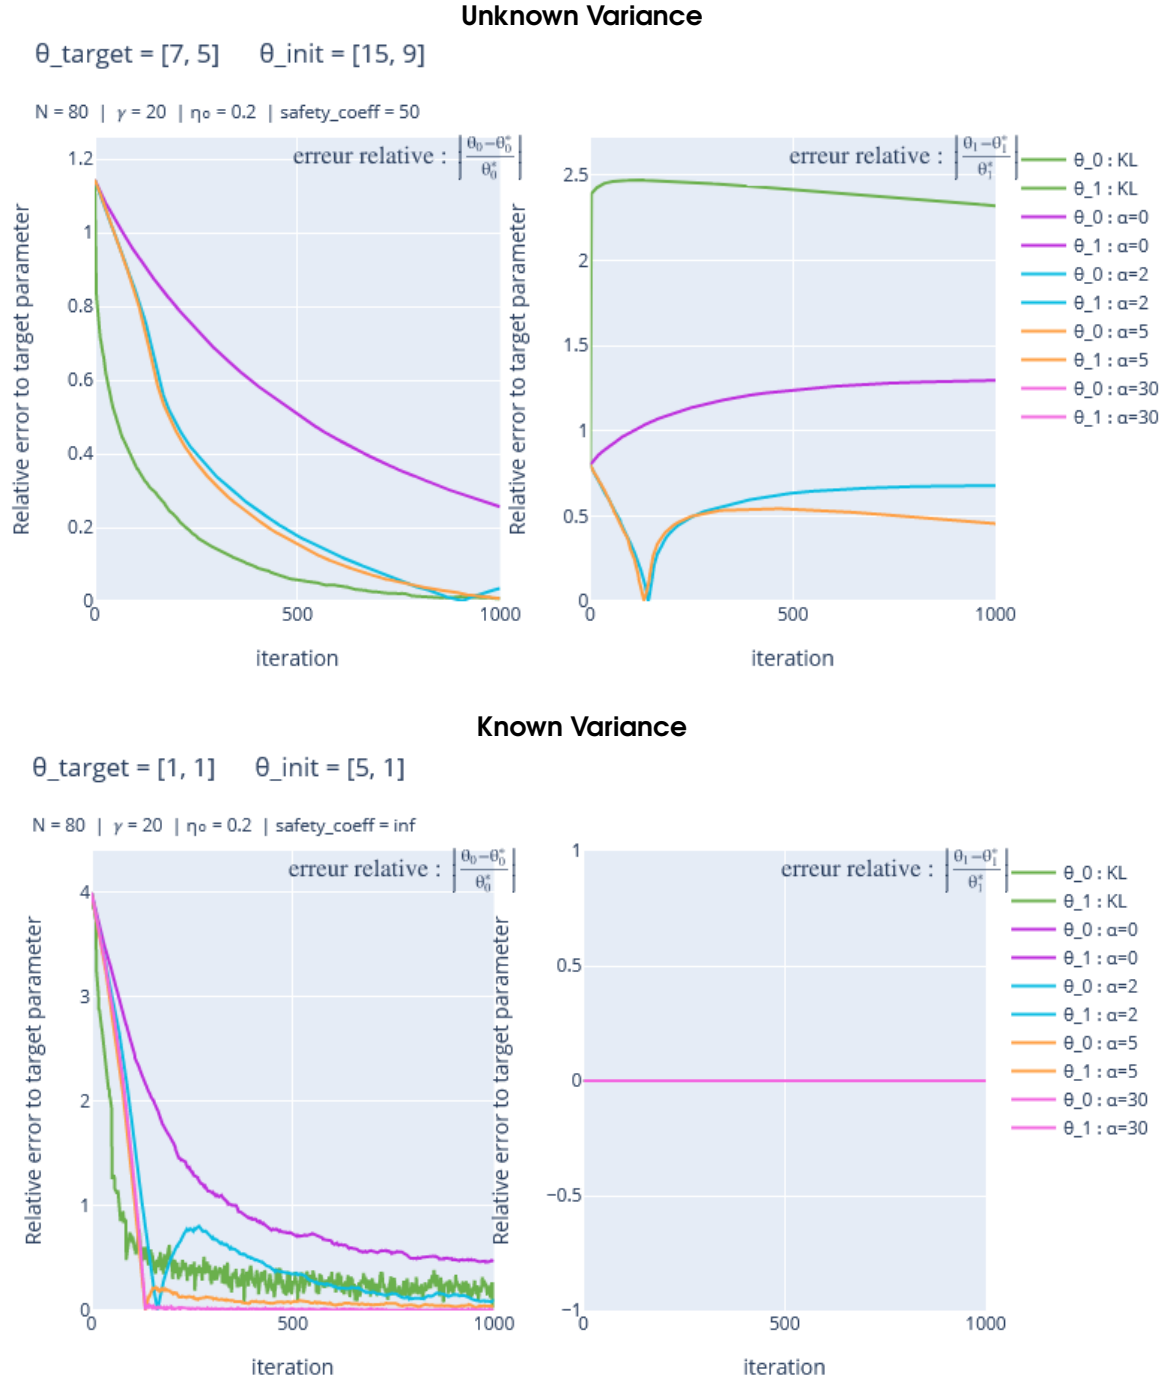 Unknown Variance
θ_target = [7, 5]   θ_init = [15, 9]
N = 80 | γ = 20 | η₀ = 0.2 | safety_coeff = 50
erreur relative : |θ₀−θ₀*/θ₀*|
1.2
1
0.8
0.6
0.4
0.2
0
0
500
1000
Relative error to target parameter
iteration
erreur relative : |θ₁−θ₁*/θ₁*|
2.5
2
1.5
1
0.5
0
0
500
1000
Relative error to target parameter
iteration
θ_0 : KL
θ_1 : KL
θ_0 : α=0
θ_1 : α=0
θ_0 : α=2
θ_1 : α=2
θ_0 : α=5
θ_1 : α=5
θ_0 : α=30
θ_1 : α=30
Known Variance
θ_target = [1, 1]   θ_init = [5, 1]
N = 80 | γ = 20 | η₀ = 0.2 | safety_coeff = inf
erreur relative : |θ₀−θ₀*/θ₀*|
4
3
2
1
0
0
500
1000
Relative error to target parameter
iteration
erreur relative : |θ₁−θ₁*/θ₁*|
1
0.5
0
−0.5
−1
0
500
1000
Relative error to target parameter
iteration
θ_0 : KL
θ_1 : KL
θ_0 : α=0
θ_1 : α=0
θ_0 : α=2
θ_1 : α=2
θ_0 : α=5
θ_1 : α=5
θ_0 : α=30
θ_1 : α=30